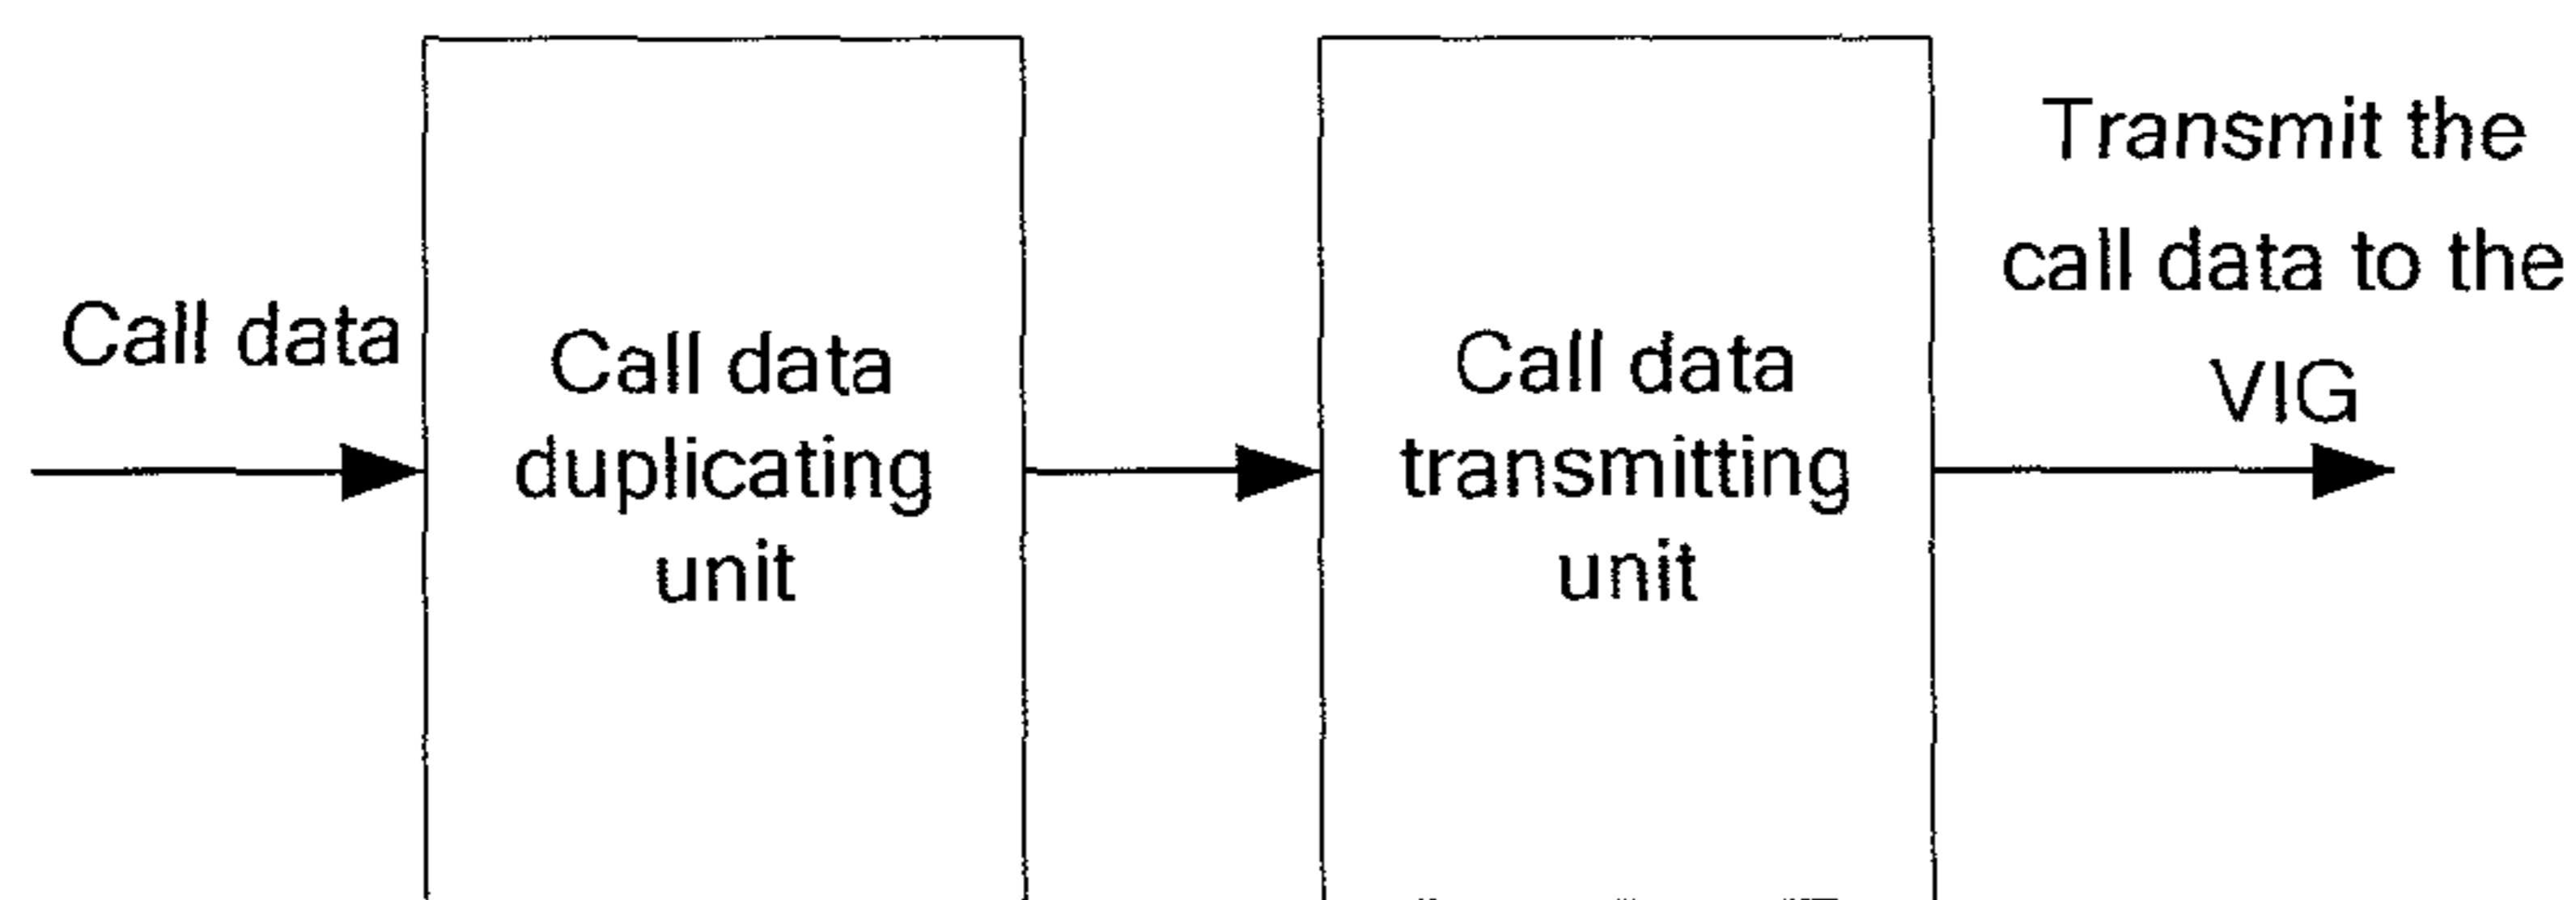 Call data
Call data
duplicating
unit
Call data
transmitting
unit
Transmit the
call data to the
VIG